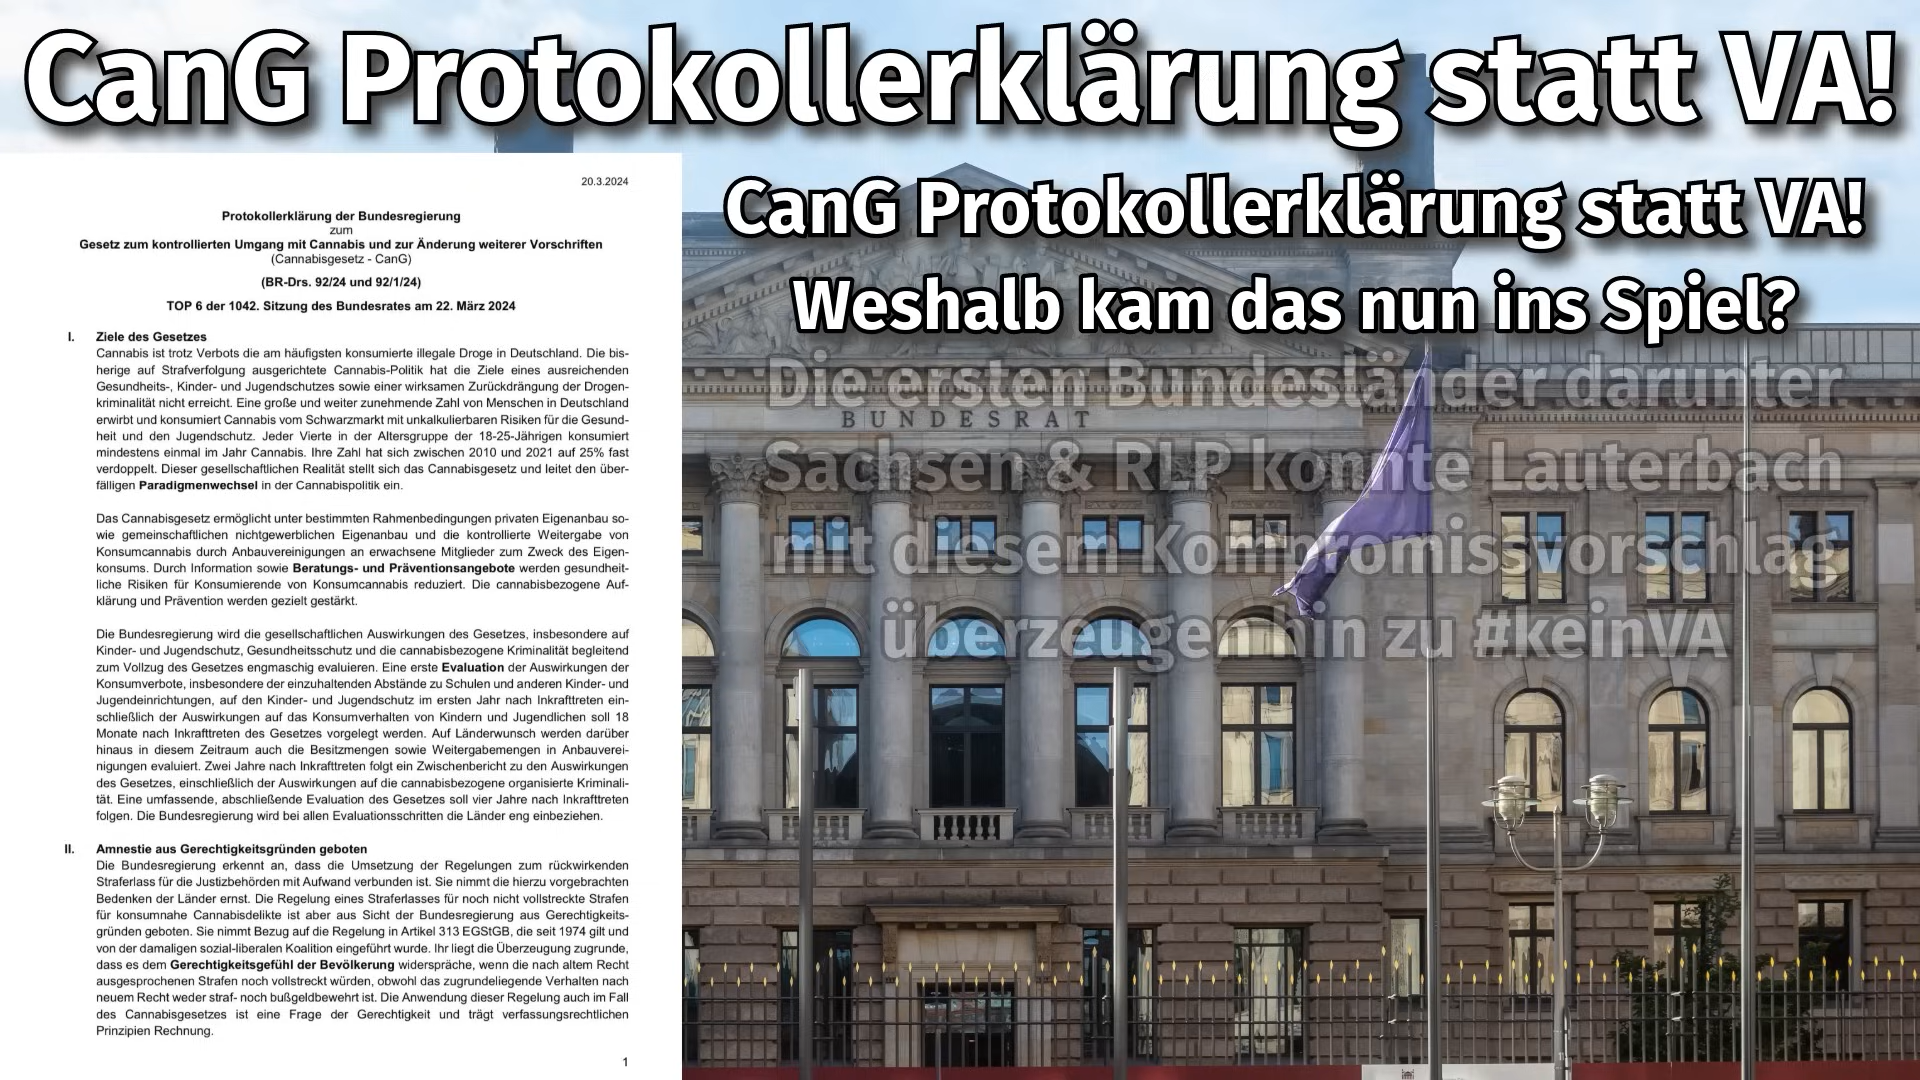 CanG Protokollerklärung statt VA!
20.3.2024
Protokollerklärung der Bundesregierung
zum
Gesetz zum kontrollierten Umgang mit Cannabis und zur Änderung weiterer Vorschriften
(Cannabisgesetz - CanG)
(BR-Drs. 92/24 und 92/1/24)
TOP 6 der 1042. Sitzung des Bundesrates am 22. März 2024
I. Ziele des Gesetzes
Cannabis ist trotz Verbots die am häufigsten konsumierte illegale Droge in Deutschland. Die bis-
herige auf Strafverfolgung ausgerichtete Cannabis-Politik hat die Ziele eines ausreichenden
Gesundheits-, Kinder- und Jugendschutzes sowie einer wirksamen Zurückdrängung der Drogen-
kriminalität nicht erreicht. Eine große und weiter zunehmende Zahl von Menschen in Deutschland
erwirbt und konsumiert Cannabis vom Schwarzmarkt mit unkalkulierbaren Risiken für die Gesund-
heit und den Jugendschutz. Jeder Vierte in der Altersgruppe der 18-25-Jährigen konsumiert
mindestens einmal im Jahr Cannabis. Ihre Zahl hat sich zwischen 2010 und 2021 auf 25% fast
verdoppelt. Dieser gesellschaftlichen Realität stellt sich das Cannabisgesetz und leitet den über-
fälligen Paradigmenwechsel in der Cannabispolitik ein.
Das Cannabisgesetz ermöglicht unter bestimmten Rahmenbedingungen privaten Eigenanbau so-
wie gemeinschaftlichen nichtgewerblichen Eigenanbau und die kontrollierte Weitergabe von
Konsumcannabis durch Anbauvereinigungen an erwachsene Mitglieder zum Zweck des Eigen-
konsums. Durch Information sowie Beratungs- und Präventionsangebote werden gesundheit-
liche Risiken für Konsumierende von Konsumcannabis reduziert. Die cannabisbezogene Auf-
klärung und Prävention werden gezielt gestärkt.
Die Bundesregierung wird die gesellschaftlichen Auswirkungen des Gesetzes, insbesondere auf
Kinder- und Jugendschutz, Gesundheitsschutz und die cannabisbezogene Kriminalität begleitend
zum Vollzug des Gesetzes engmaschig evaluieren. Eine erste Evaluation der Auswirkungen der
Konsumverbote, insbesondere der einzuhaltenden Abstände zu Schulen und anderen Kinder- und
Jugendeinrichtungen, auf den Kinder- und Jugendschutz im ersten Jahr nach Inkrafttreten ein-
schließlich der Auswirkungen auf das Konsumverhalten von Kindern und Jugendlichen soll 18
Monate nach Inkrafttreten des Gesetzes vorgelegt werden. Auf Länderwunsch werden darüber
hinaus in diesem Zeitraum auch die Besitzmengen sowie Weitergabemengen in Anbauverei-
nigungen evaluiert. Zwei Jahre nach Inkrafttreten folgt ein Zwischenbericht zu den Auswirkungen
des Gesetzes, einschließlich der Auswirkungen auf die cannabisbezogene organisierte Kriminali-
tät. Eine umfassende, abschließende Evaluation des Gesetzes soll vier Jahre nach Inkrafttreten
folgen. Die Bundesregierung wird bei allen Evaluationsschritten die Länder eng einbeziehen.
II. Amnestie aus Gerechtigkeitsgründen geboten
Die Bundesregierung erkennt an, dass die Umsetzung der Regelungen zum rückwirkenden
Straferlass für die Justizbehörden mit Aufwand verbunden ist. Sie nimmt die hierzu vorgebrachten
Bedenken der Länder ernst. Die Regelung eines Straferlasses für noch nicht vollstreckte Strafen
für konsumnahe Cannabisdelikte ist aber aus Sicht der Bundesregierung aus Gerechtigkeits-
gründen geboten. Sie nimmt Bezug auf die Regelung in Artikel 313 EGStGB, die seit 1974 gilt und
von der damaligen sozial-liberalen Koalition eingeführt wurde. Ihr liegt die Überzeugung zugrunde,
dass es dem Gerechtigkeitsgefühl der Bevölkerung widerspräche, wenn die nach altem Recht
ausgesprochenen Strafen noch vollstreckt würden, obwohl das zugrundeliegende Verhalten nach
neuem Recht weder straf- noch bußgeldbewehrt ist. Die Anwendung dieser Regelung auch im Fall
des Cannabisgesetzes ist eine Frage der Gerechtigkeit und trägt verfassungsrechtlichen
Prinzipien Rechnung.
1
CanG Protokollerklärung statt VA!
Weshalb kam das nun ins Spiel?
Die ersten Bundesländer darunter
BUNDESRAT
Sachsen & RLP konnte Lauterbach
mit diesem Kompromissvorschlag
überzeugen hin zu #keinVA